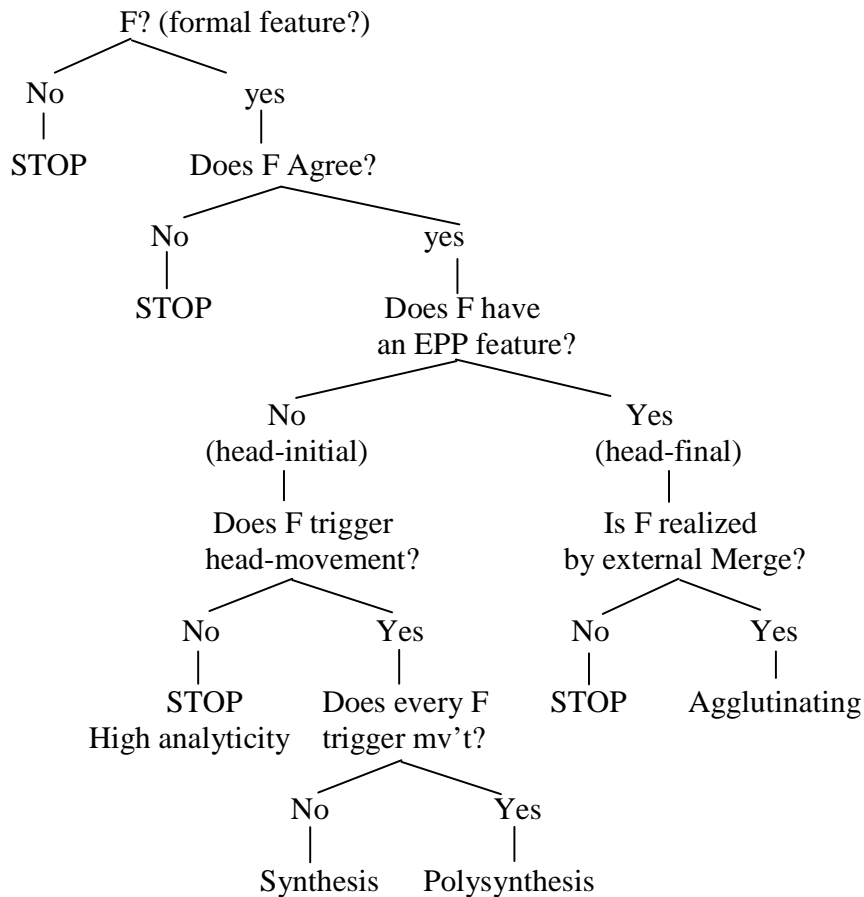 F? (formal feature?)
No yes
STOP Does F Agree?
No yes
STOP Does F have
an EPP feature?
No Yes
(head-initial) (head-final)
Does F trigger Is F realized
head-movement? by external Merge?
No Yes No Yes
STOP Does every F STOP Agglutinating
High analyticity trigger mv't?
No Yes
Synthesis Polysynthesis